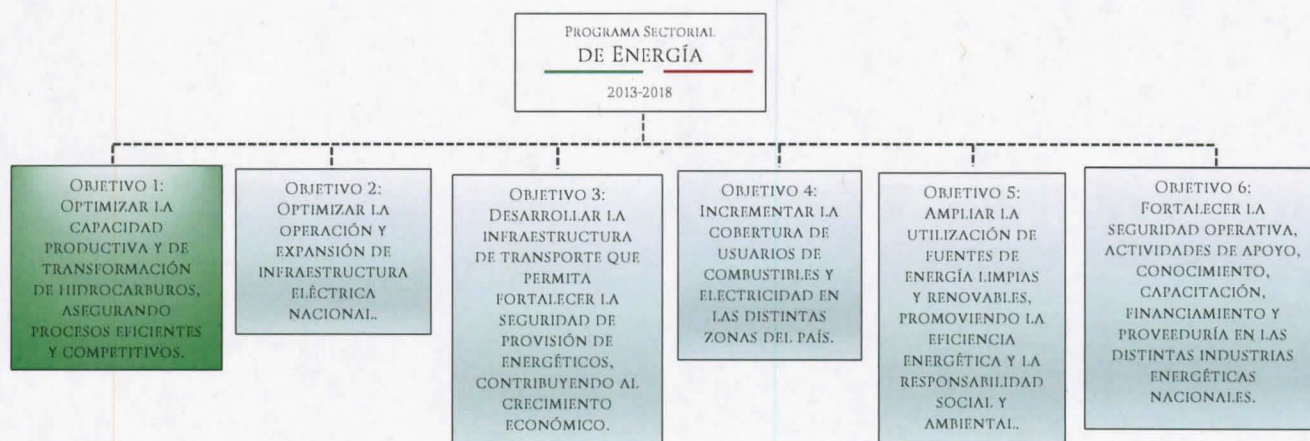 PROGRAMA SECTORIAL
DE ENERGÍA
2013-2018
OBJETIVO 1:
OPTIMIZAR LA
CAPACIDAD
PRODUCTIVA Y DE
TRANSFORMACIÓN
DE HIDROCARBUROS,
ASEGURANDO
PROCESOS EFICIENTES
Y COMPETITIVOS.
OBJETIVO 2:
OPTIMIZAR LA
OPERACIÓN Y
EXPANSIÓN DE
INFRAESTRUCTURA
ELÉCTRICA
NACIONAL.
OBJETIVO 3:
DESARROLLAR LA
INFRAESTRUCTURA
DE TRANSPORTE QUE
PERMITA
FORTALECER LA
SEGURIDAD DE
PROVISIÓN DE
ENERGÉTICOS,
CONTRIBUYENDO AL
CRECIMIENTO
ECONÓMICO.
OBJETIVO 4:
INCREMENTAR LA
COBERTURA DE
USUARIOS DE
COMBUSTIBLES Y
ELECTRICIDAD EN
LAS DISTINTAS
ZONAS DEL PAÍS.
OBJETIVO 5:
AMPLIAR LA
UTILIZACIÓN DE
FUENTES DE
ENERGÍA LIMPIAS
Y RENOVABLES,
PROMOVIENDO LA
EFICIENCIA
ENERGÉTICA Y LA
RESPONSABILIDAD
SOCIAL Y
AMBIENTAL.
OBJETIVO 6:
FORTALECER LA
SEGURIDAD OPERATIVA,
ACTIVIDADES DE APOYO,
CONOCIMIENTO,
CAPACITACIÓN,
FINANCIAMIENTO Y
PROVEEDURÍA EN LAS
DISTINTAS INDUSTRIAS
ENERGÉTICAS
NACIONALES.